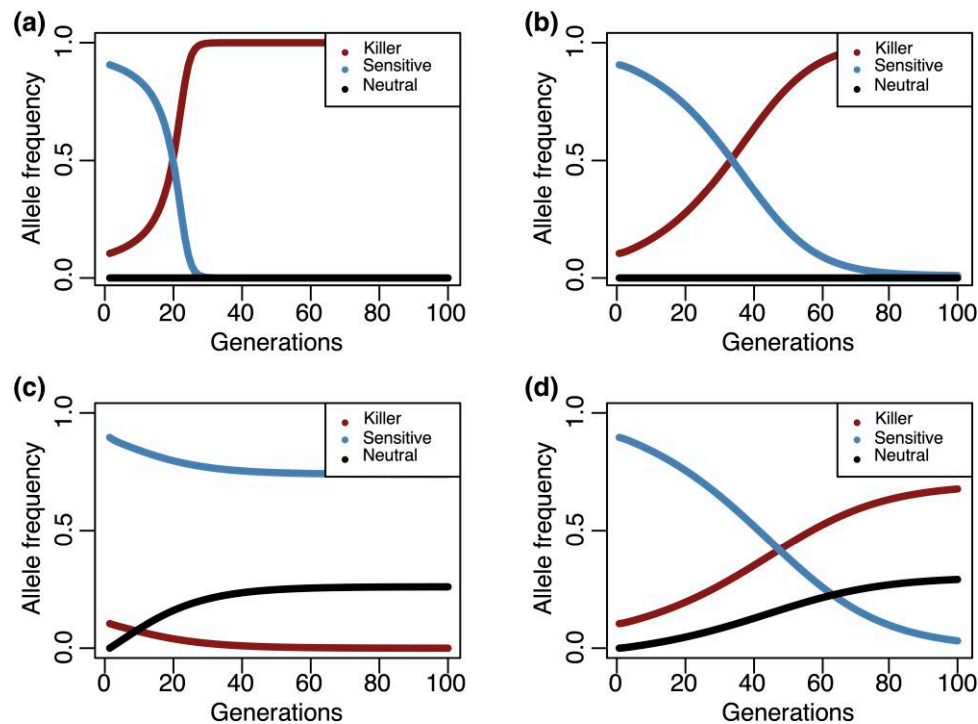 (a)
1.0
0.5
0.0
Allele frequency
Killer
Sensitive
Neutral
0 20 40 60 80 100
Generations
(b)
1.0
0.5
0.0
Allele frequency
Killer
Sensitive
Neutral
0 20 40 60 80 100
Generations
(c)
1.0
0.5
0.0
Allele frequency
Killer
Sensitive
Neutral
0 20 40 60 80 100
Generations
(d)
1.0
0.5
0.0
Allele frequency
Killer
Sensitive
Neutral
0 20 40 60 80 100
Generations